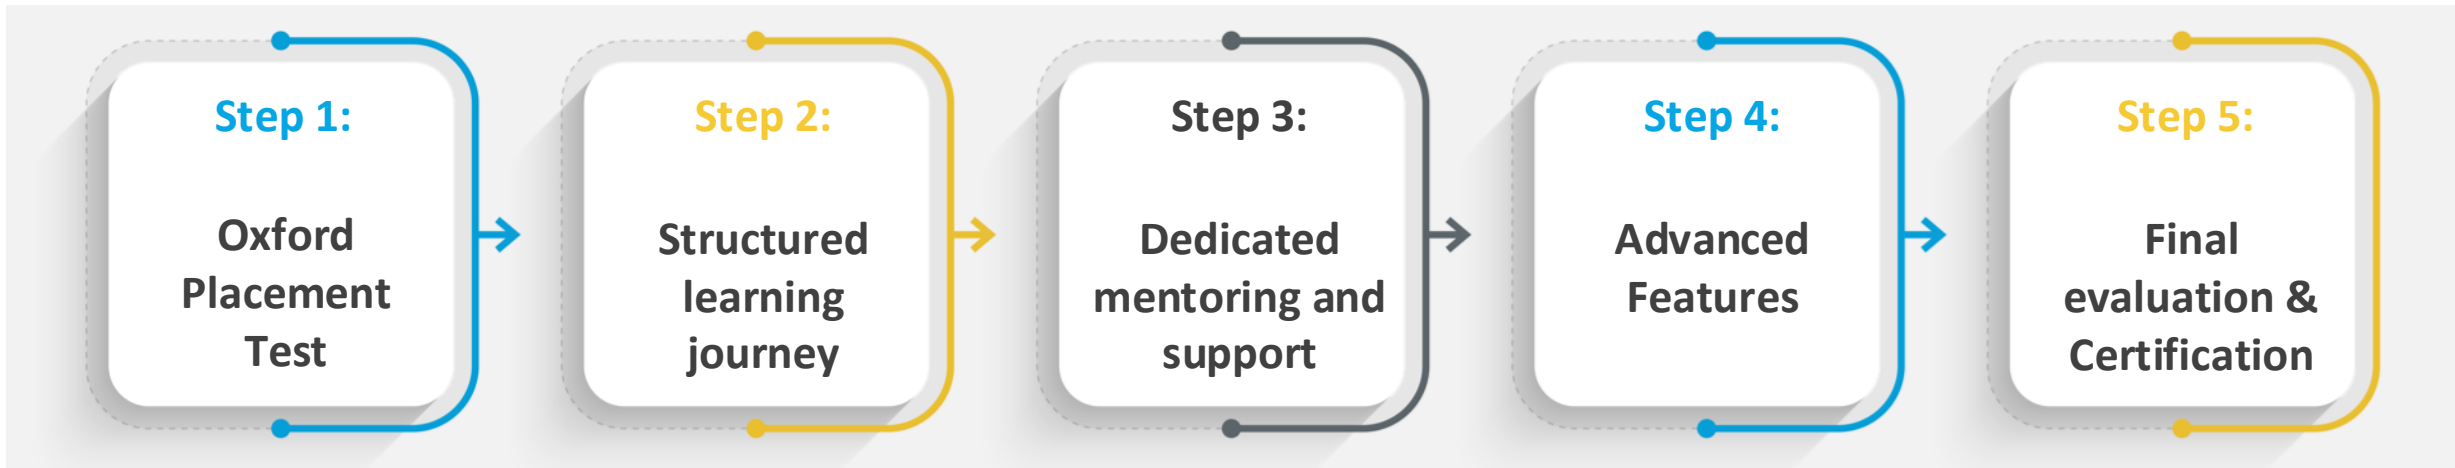 Step 1:
Oxford
Placement
Test
Step 2:
Structured
learning
journey
Step 3:
Dedicated
mentoring and
support
Step 4:
Advanced
Features
Step 5:
Final
evaluation &
Certification